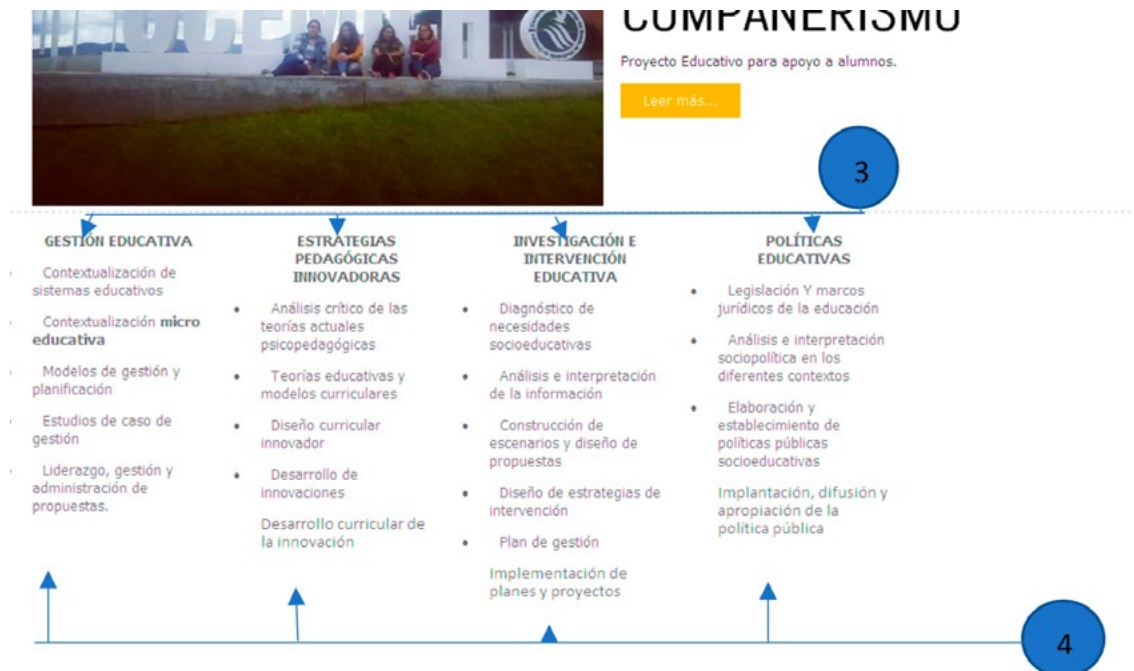 COMPAÑERISMO
Proyecto Educativo para apoyo a alumnos.
Leer más...
3
GESTIÓN EDUCATIVA
Contextualización de
sistemas educativos
Contextualización micro
educativa
Modelos de gestión y
planificación
Estudios de caso de
gestión
Liderazgo, gestión y
administración de
propuestas.
ESTRATEGIAS
PEDAGÓGICAS
INNOVADORAS
• Análisis crítico de las
teorías actuales
psicopedagógicas
• Teorías educativas y
modelos curriculares
• Diseño curricular
innovador
• Desarrollo de
innovaciones
Desarrollo curricular de
la innovación
INVESTIGACIÓN E
INTERVENCIÓN
EDUCATIVA
• Diagnóstico de
necesidades
socioeducativas
• Análisis e interpretación
de la información
• Construcción de
escenarios y diseño de
propuestas
• Diseño de estrategias de
intervención
• Plan de gestión
Implementación de
planes y proyectos
POLÍTICAS
EDUCATIVAS
• Legislación Y marcos
jurídicos de la educación
• Análisis e interpretación
sociopolítica en los
diferentes contextos
• Elaboración y
establecimiento de
políticas públicas
socioeducativas
Implantación, difusión y
apropiación de la
política pública
4